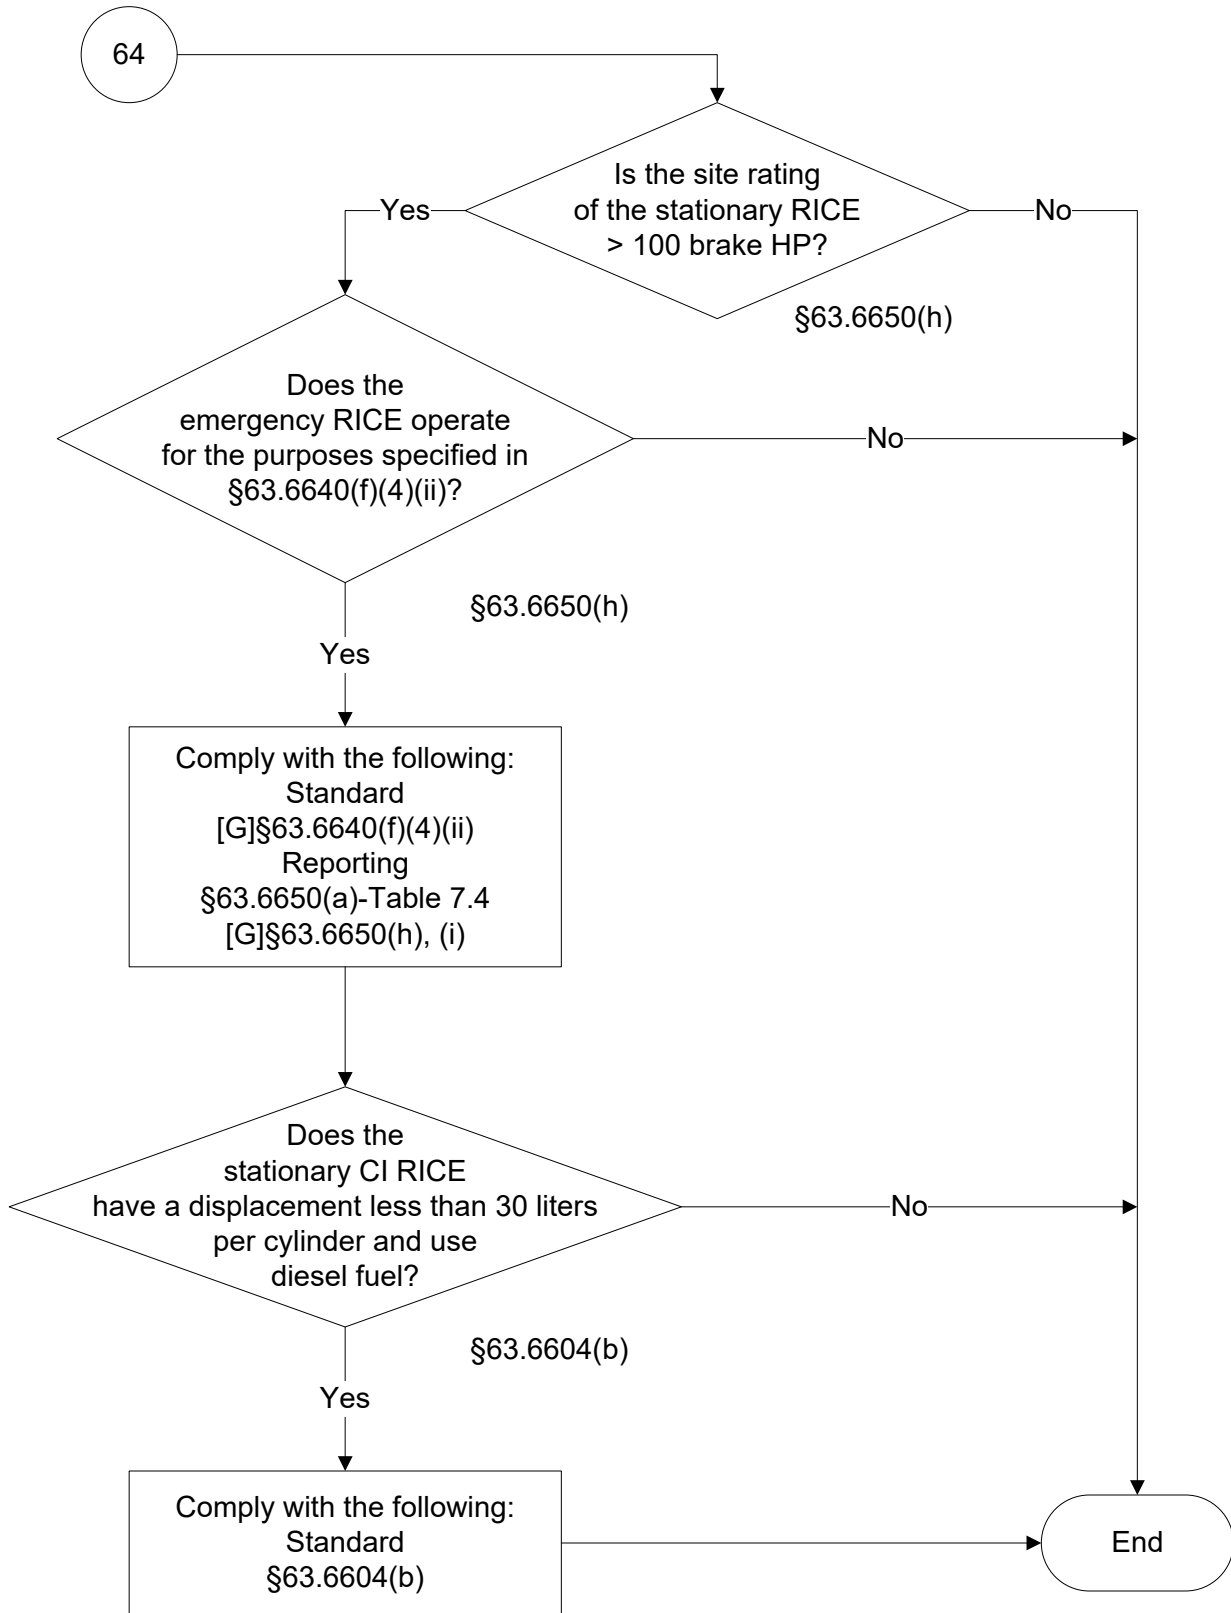 64
Is the site rating
of the stationary RICE
> 100 brake HP?
Yes
No
§63.6650(h)
Does the
emergency RICE operate
for the purposes specified in
§63.6640(f)(4)(ii)?
No
§63.6650(h)
Yes
Comply with the following:
Standard
[G]§63.6640(f)(4)(ii)
Reporting
§63.6650(a)-Table 7.4
[G]§63.6650(h), (i)
Does the
stationary CI RICE
have a displacement less than 30 liters
per cylinder and use
diesel fuel?
No
§63.6604(b)
Yes
Comply with the following:
Standard
§63.6604(b)
End